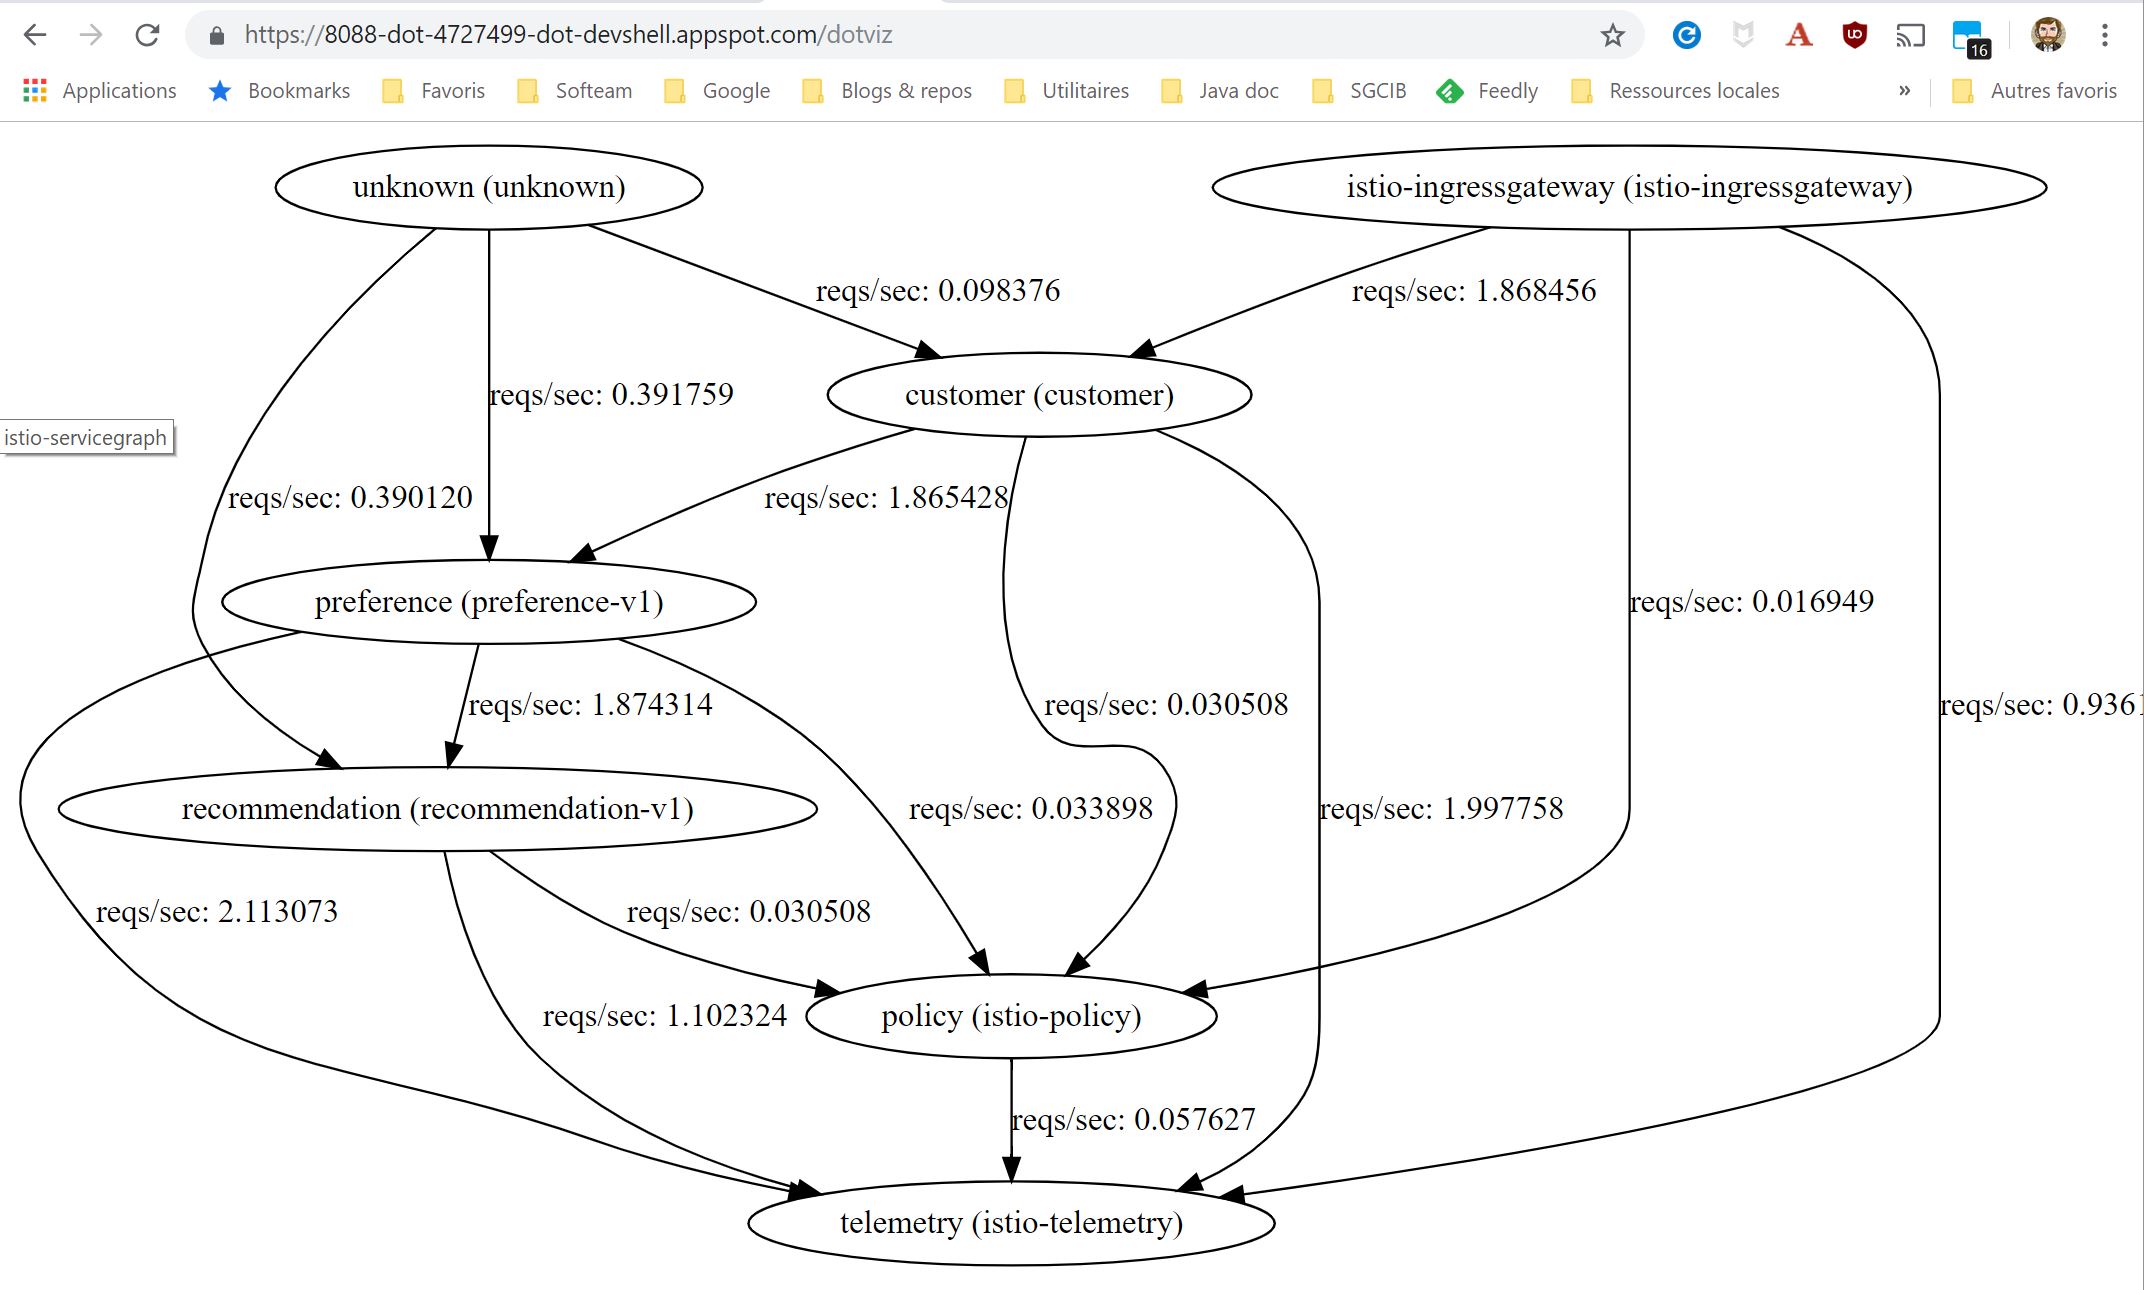 https://8088-dot-4727499-dot-devshell.appspot.com/dotviz
16
Applications Bookmarks Favoris Softeam Google Blogs & repos Utilitaires Java doc SGCIB Feedly Ressources locales » Autres favoris
unknown (unknown) istio-ingressgateway (istio-ingressgateway)
reqs/sec: 0.098376 reqs/sec: 1.868456
reqs/sec: 0.391759 customer (customer)
istio-servicegraph
reqs/sec: 0.390120 reqs/sec: 1.865428
preference (preference-v1) reqs/sec: 0.016949
reqs/sec: 1.874314 reqs/sec: 0.030508 reqs/sec: 0.9361
recommendation (recommendation-v1) reqs/sec: 0.033898 reqs/sec: 1.997758
reqs/sec: 2.113073 reqs/sec: 0.030508
reqs/sec: 1.102324 policy (istio-policy)
reqs/sec: 0.057627
telemetry (istio-telemetry)